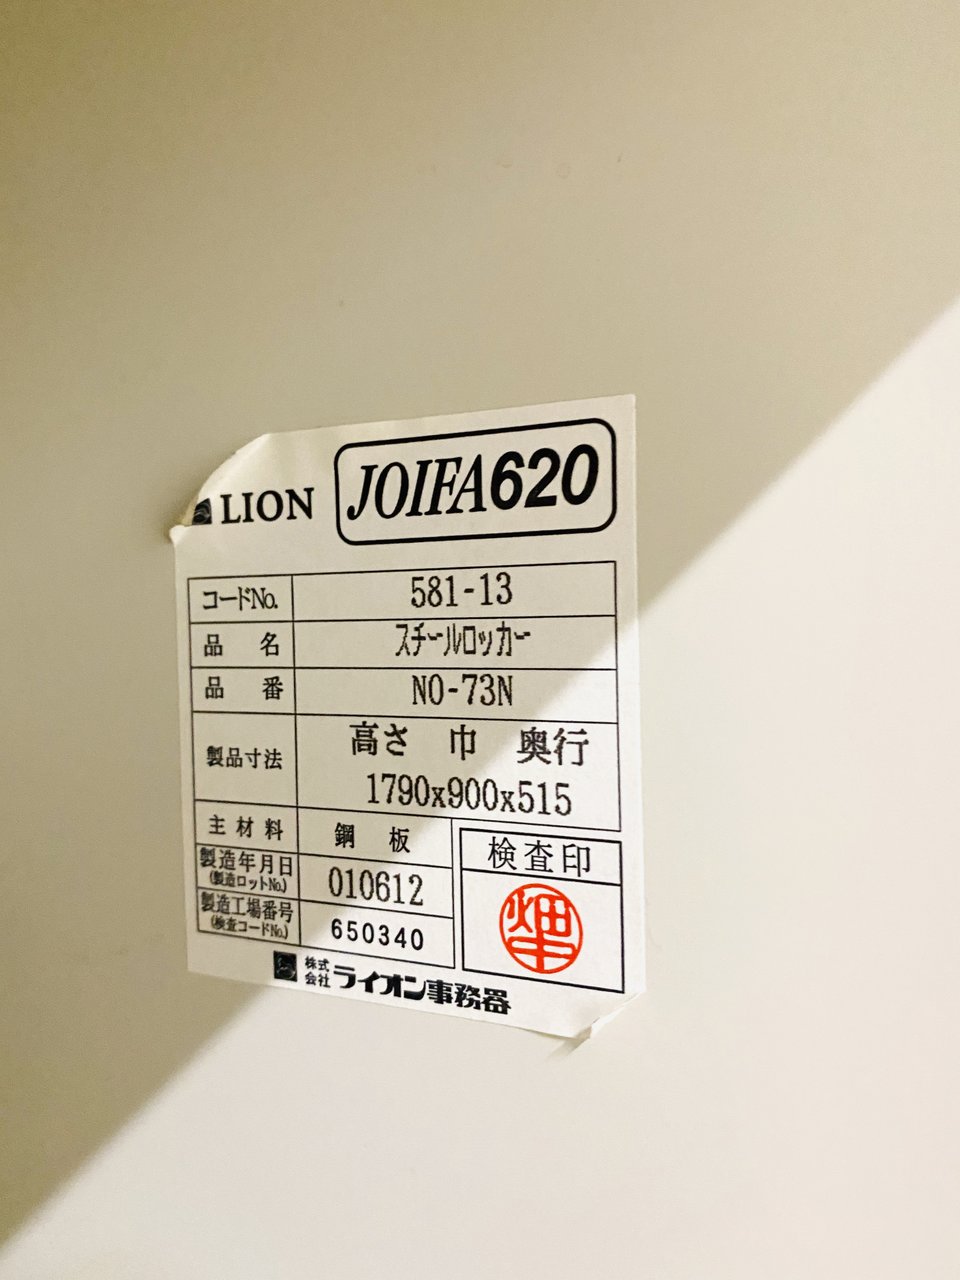 LION JOIFA620
コードNo. 581-13
品名 スチールロッカー
品番 NO-73N
製品寸法 高さ 巾 奥行
1790x900x515
主材料 鋼板
検査印
製造年月日 (製造ロットNo.) 010612
製造工場番号 (検査コードNo.) 650340
株式会社 ライオン事務器